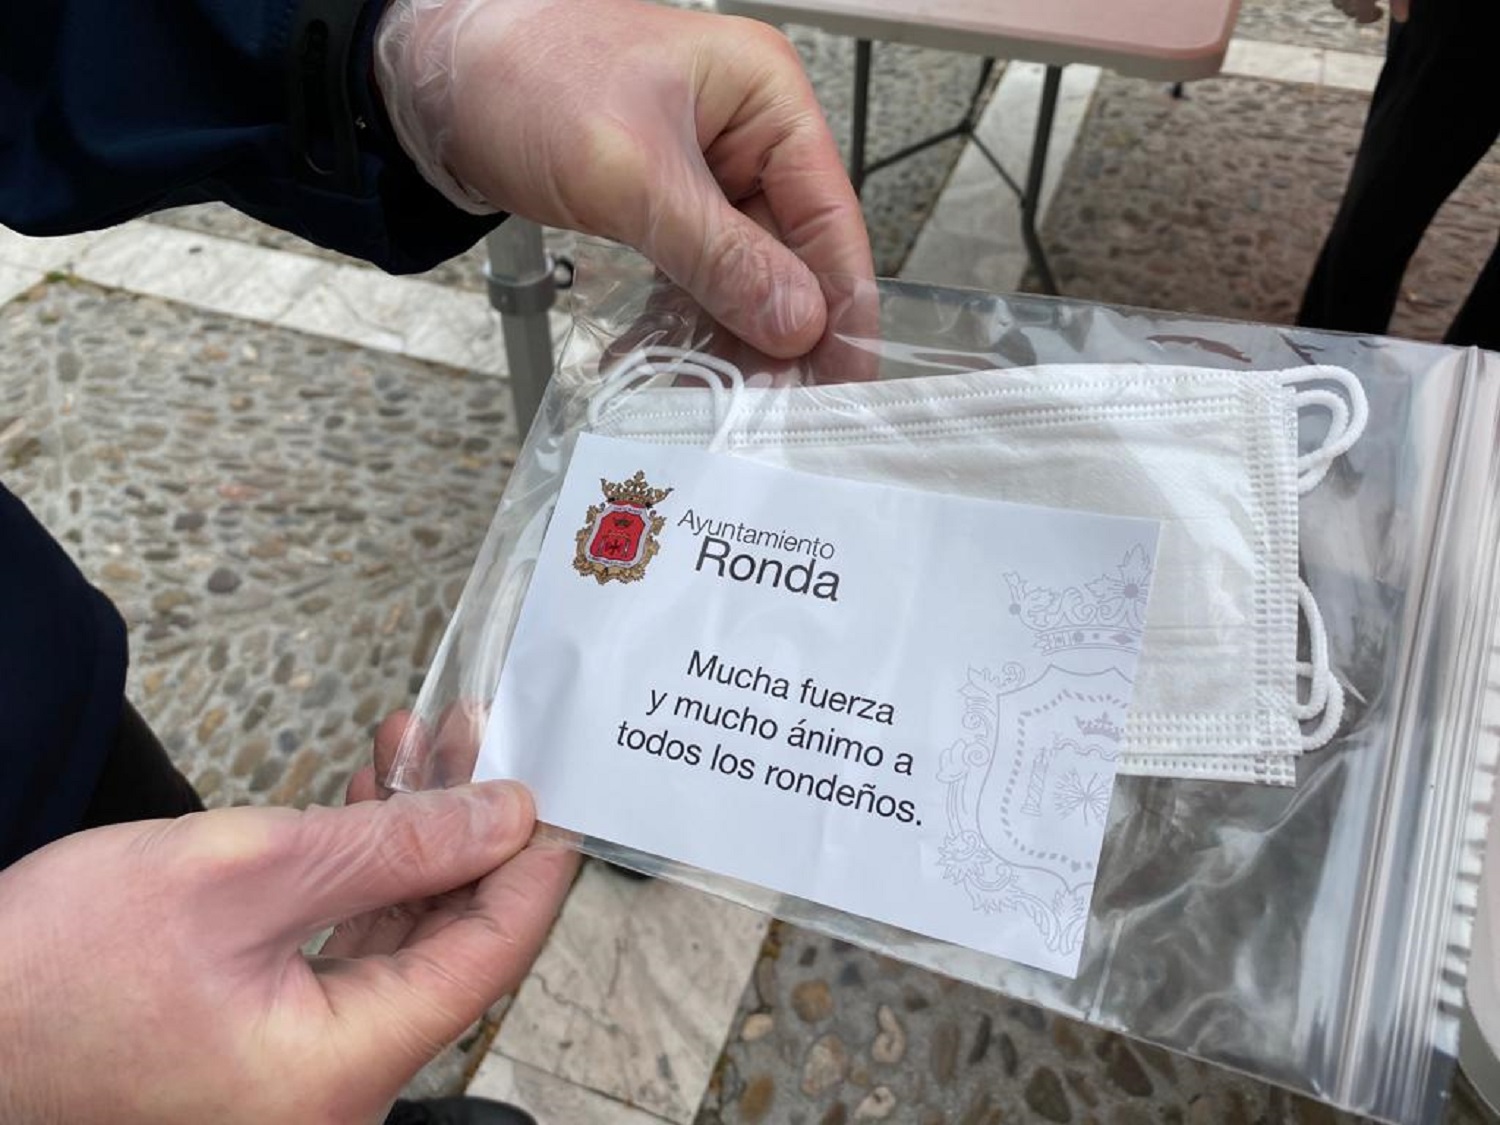 Ayuntamiento
Ronda
Mucha fuerza
y mucho ánimo a
todos los rondeños.